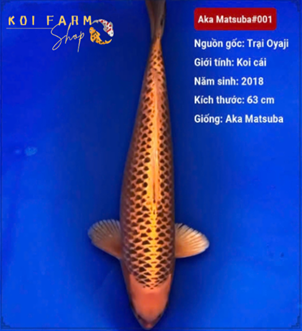 KOI FARM
Shop
Aka Matsuba#001
Nguồn gốc: Trại Oyaji
Giới tính: Koi cái
Năm sinh: 2018
Kích thước: 63 cm
Giống: Aka Matsuba